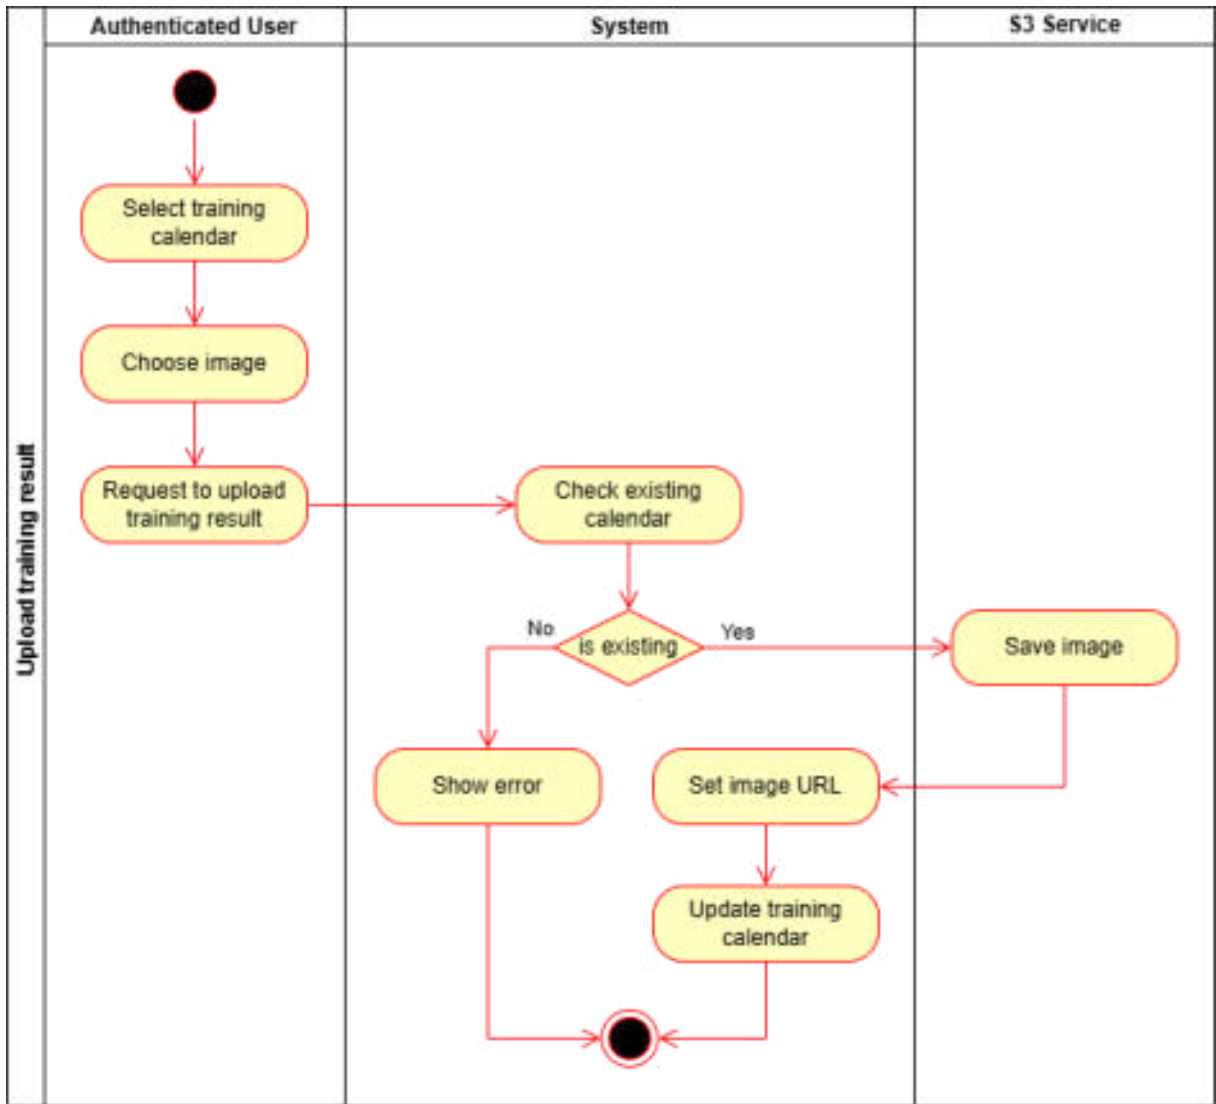 Authenticated User
System
S3 Service
Upload training result
Select training
calendar
Choose image
Request to upload
training result
Check existing
calendar
No
is existing
Yes
Save image
Show error
Set image URL
Update training
calendar